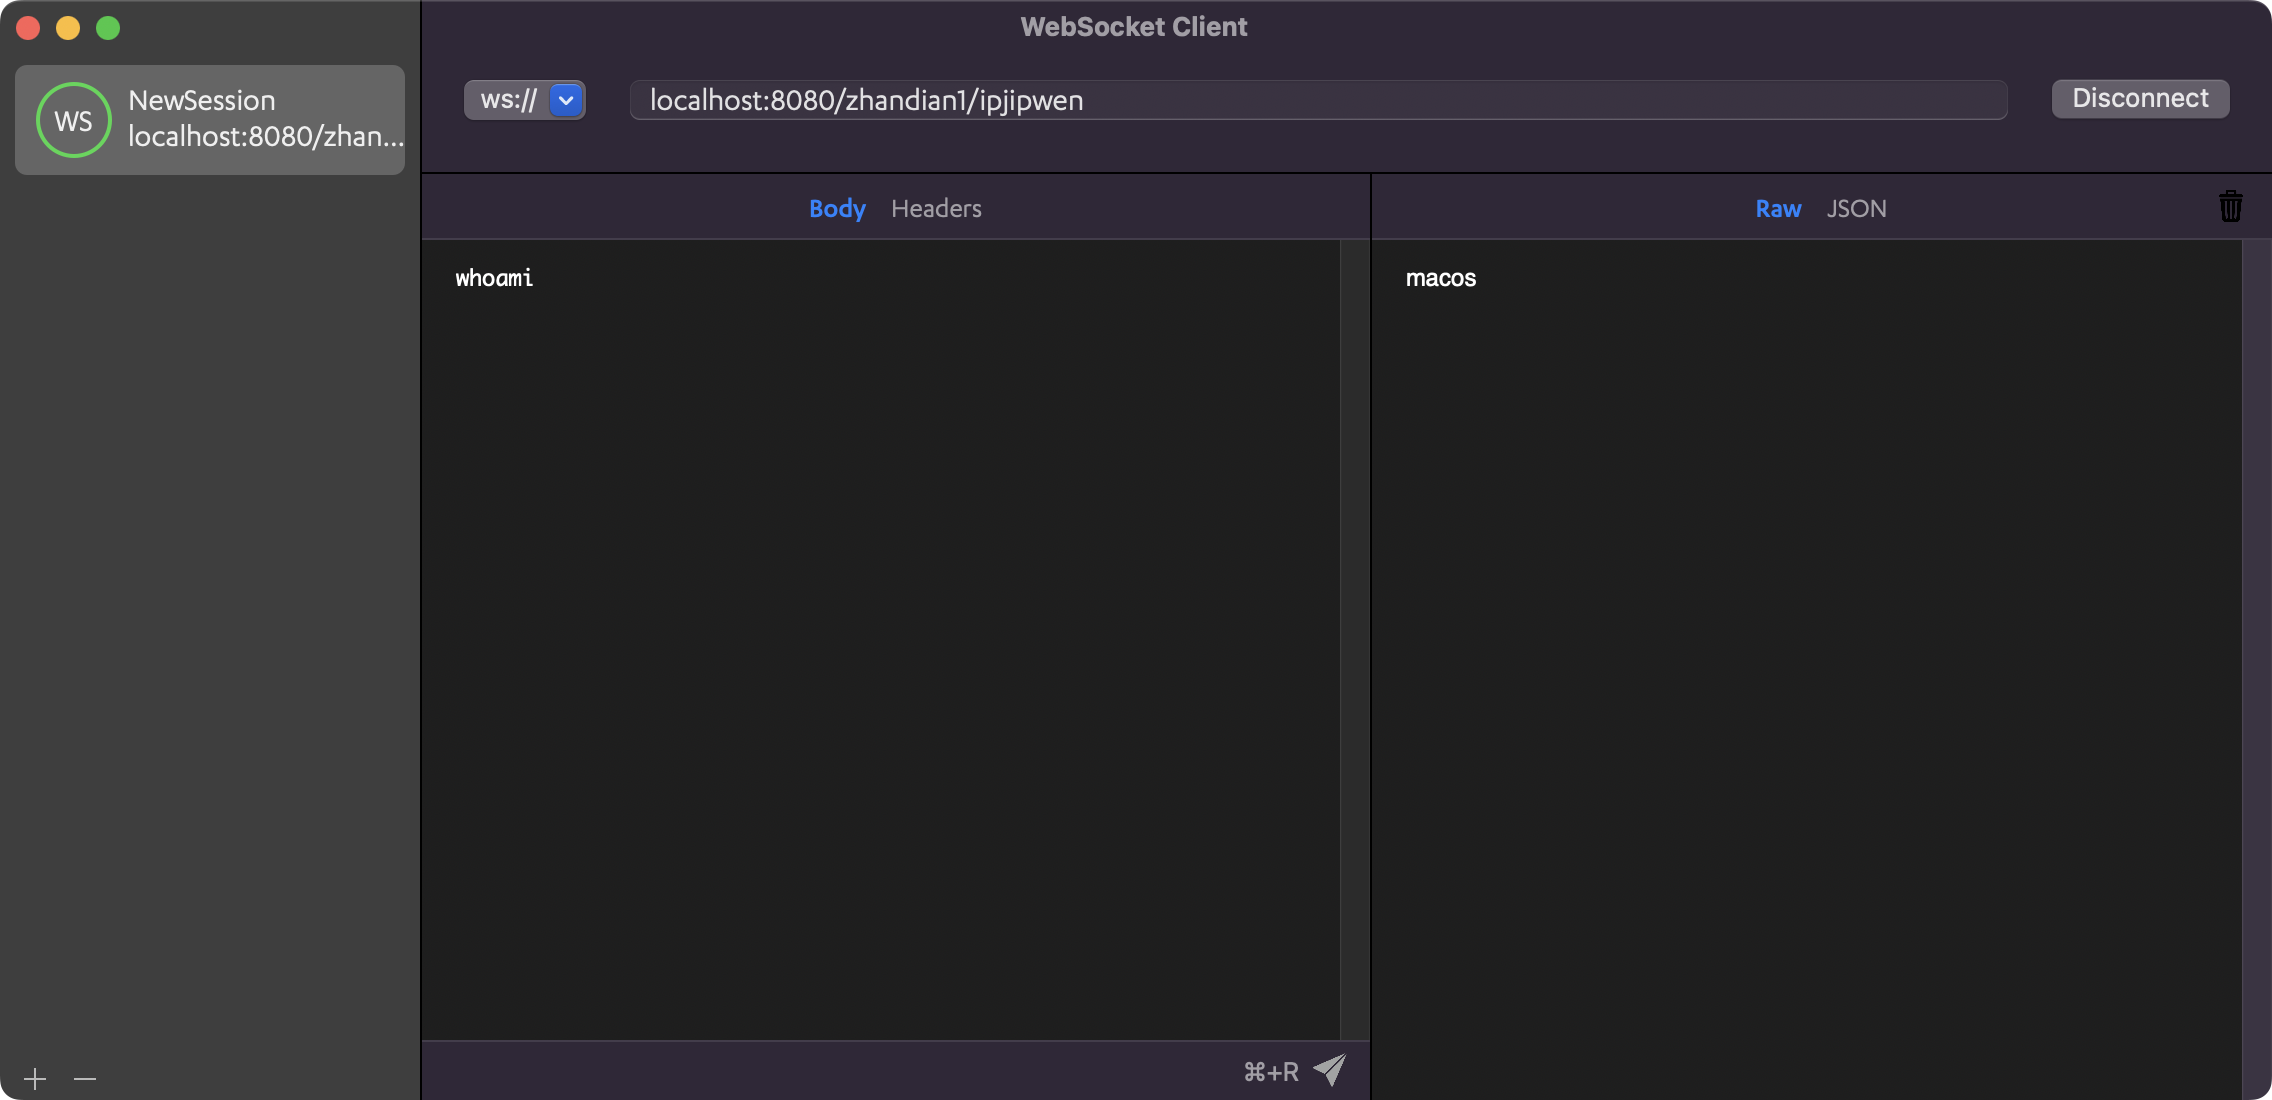 WebSocket Client
WS
NewSession
localhost:8080/zhan...
ws://
localhost:8080/zhandian1/ipjipwen
Disconnect
Body Headers
Raw JSON
whoami
macos
⌘+R